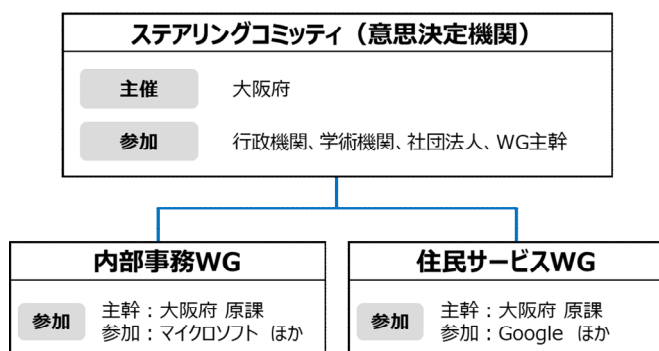 ステアリングコミッティ（意思決定機関）
主催 大阪府
参加 行政機関、学術機関、社団法人、WG主幹
内部事務WG
参加 主幹：大阪府 原課
参加：マイクロソフト ほか
住民サービスWG
参加 主幹：大阪府 原課
参加：Google ほか